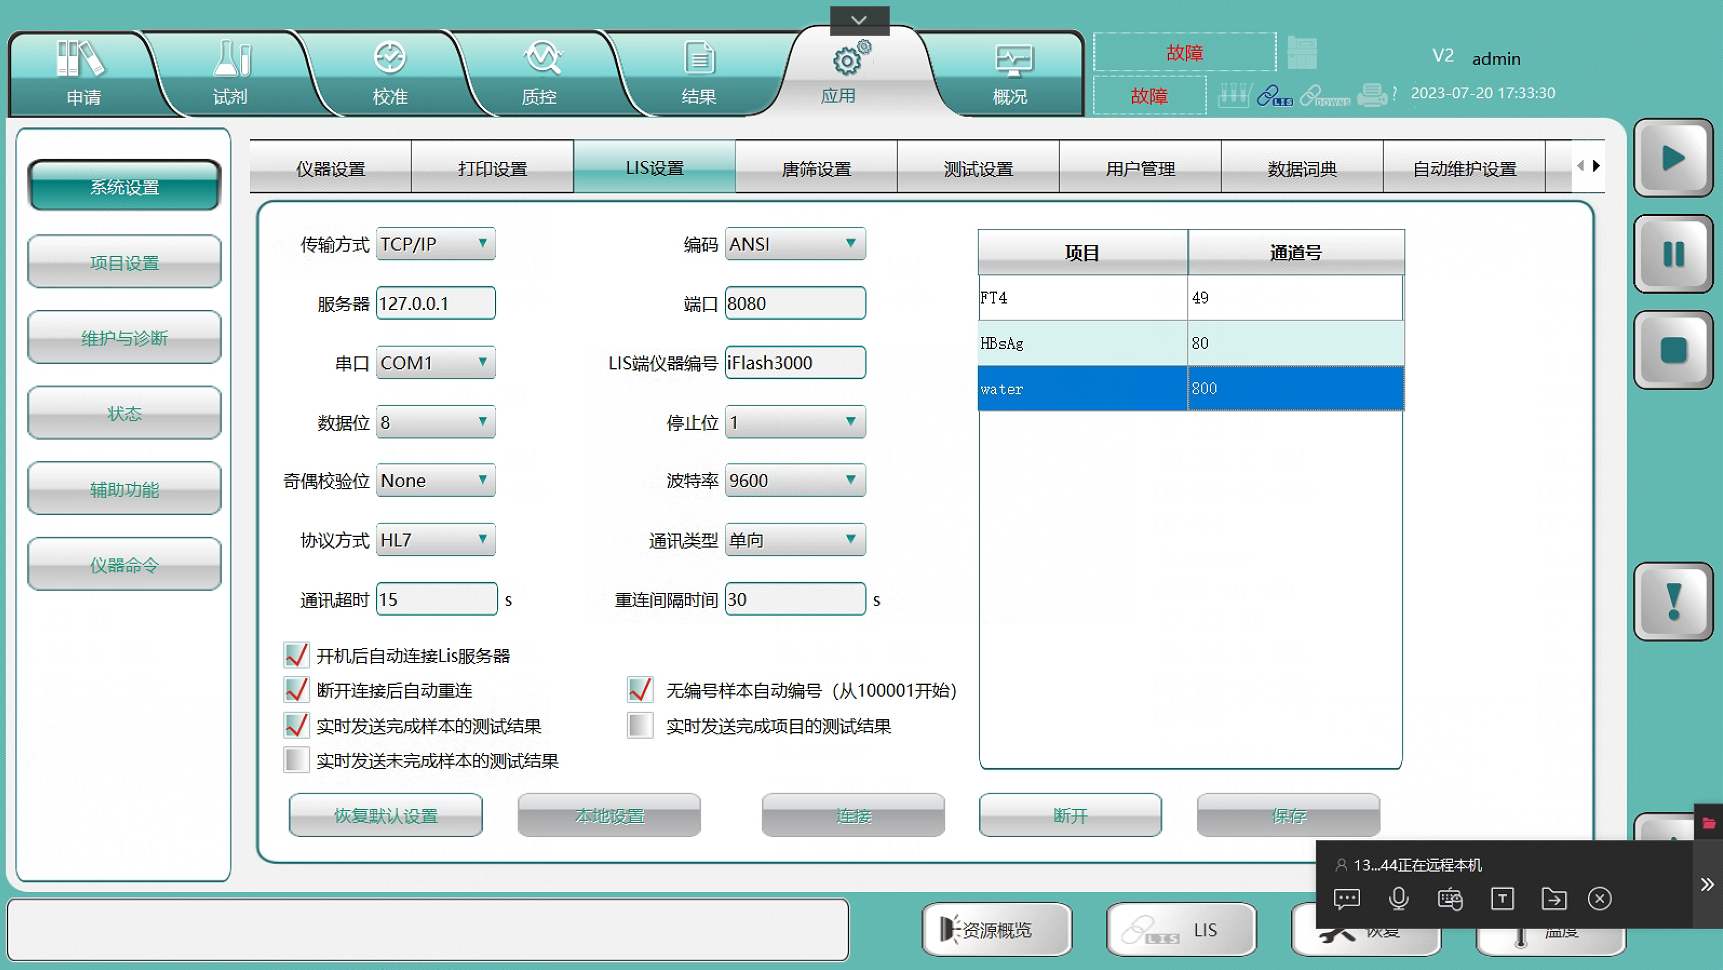 申请
试剂
校准
质控
结果
应用
概况
故障
故障
V2 admin
LIS
DOWNS
?
2023-07-20 17:33:30
系统设置
项目设置
维护与诊断
状态
辅助功能
仪器命令
仪器设置
打印设置
LIS设置
唐筛设置
测试设置
用户管理
数据词典
自动维护设置
传输方式 TCP/IP
编码 ANSI
服务器 127.0.0.1
端口 8080
串口 COM1
LIS端仪器编号 iFlash3000
数据位 8
停止位 1
奇偶校验位 None
波特率 9600
协议方式 HL7
通讯类型 单向
通讯超时 15 s
重连间隔时间 30 s
开机后自动连接Lis服务器
断开连接后自动重连
无编号样本自动编号（从100001开始）
实时发送完成样本的测试结果
实时发送完成项目的测试结果
实时发送未完成样本的测试结果
项目 通道号
FT4 49
HBsAg 80
water 800
恢复默认设置
本地设置
连接
断开
保存
13...44正在远程本机
资源概览
LIS LIS
恢复
温度